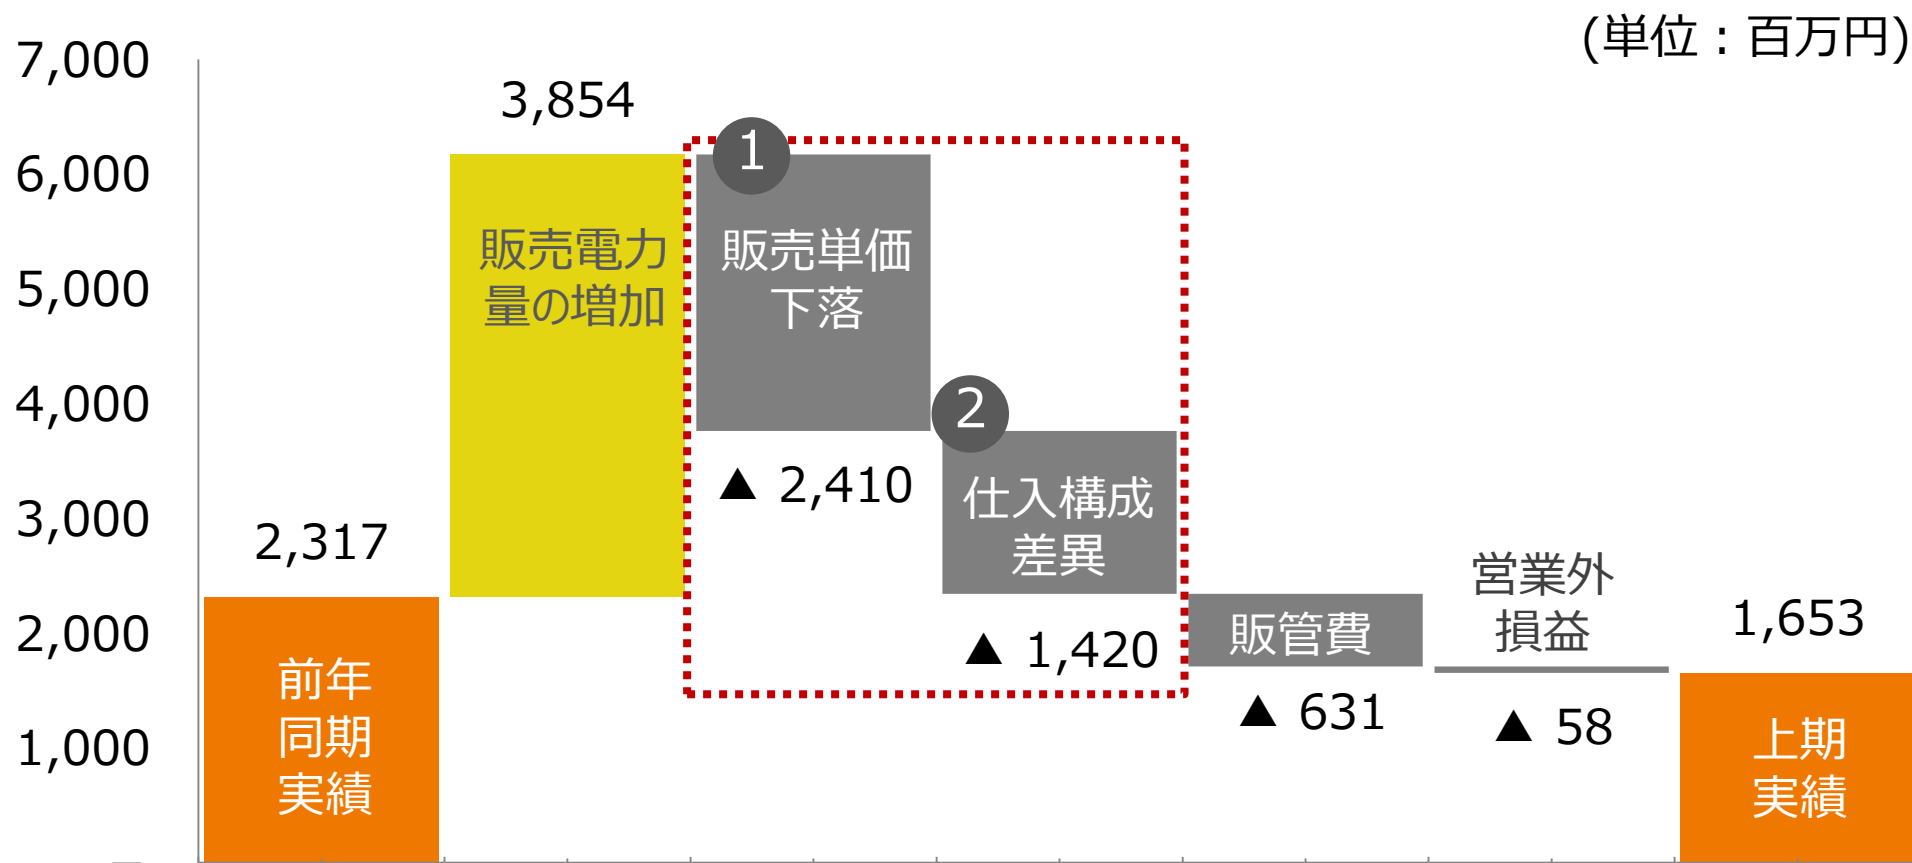 (単位：百万円)
7,000
6,000
5,000
4,000
3,000
2,000
1,000
2,317
前年
同期
実績
3,854
販売電力
量の増加
1
販売単価
下落
▲ 2,410
2
仕入構成
差異
▲ 1,420
販管費
▲ 631
営業外
損益
▲ 58
1,653
上期
実績